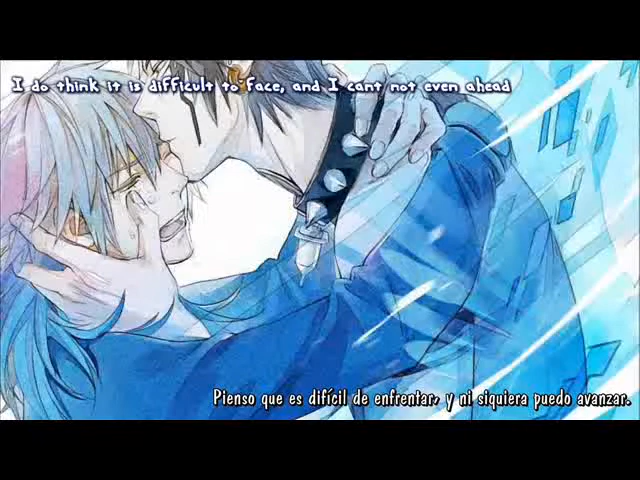 I do think it is difficult to face, and I cant not even ahead
Pienso que es difícil de enfrentar, y ni siquiera puedo avanzar.